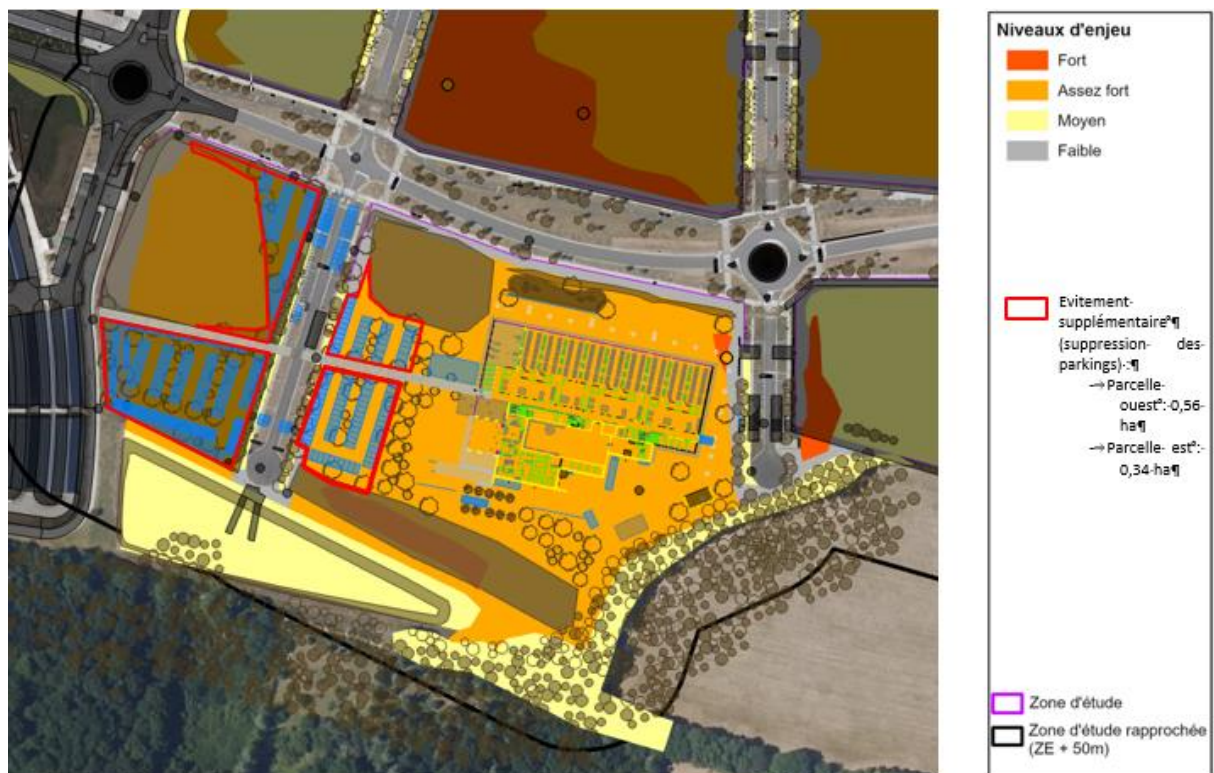 Niveaux d'enjeu
Fort
Assez fort
Moyen
Faible
Evitement-
supplémentaire°¶
(suppression- des-
parkings)-:¶
→Parcelle-
ouest°:-0,56-
ha¶
→Parcelle- est°:-
0,34-ha¶
Zone d'étude
Zone d'étude rapprochée
(ZE + 50m)